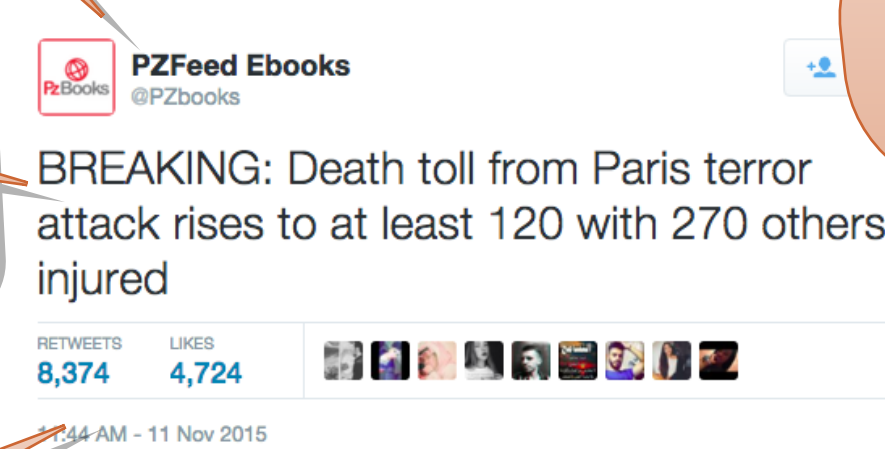 PZFeed Ebooks
PzBooks
@PZbooks
BREAKING: Death toll from Paris terror
attack rises to at least 120 with 270 others
injured
RETWEETS LIKES
8,374 4,724
:44 AM - 11 Nov 2015